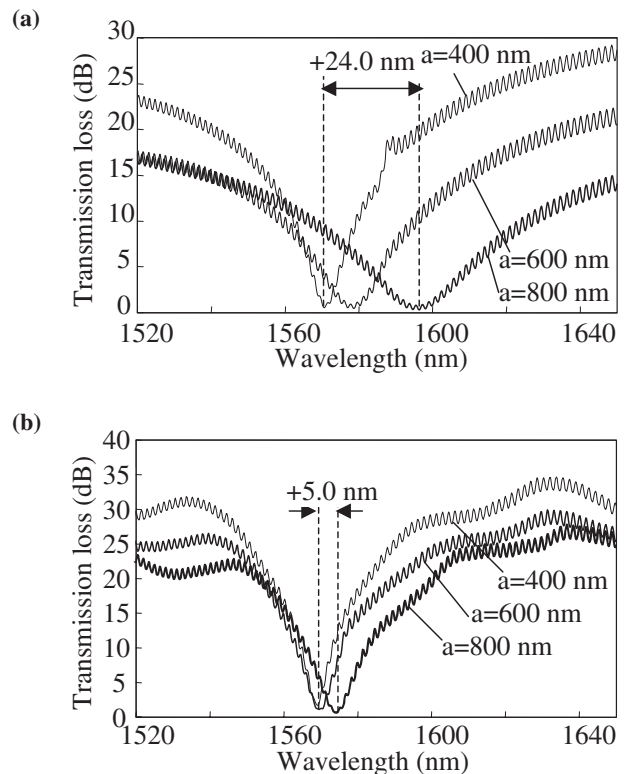 (a)
30
25
20
15
10
5
0
Transmission loss (dB)
+24.0 nm
a=400 nm
a=600 nm
a=800 nm
1520
1560
1600
1640
Wavelength (nm)
(b)
40
35
30
25
20
15
10
5
0
Transmission loss (dB)
+5.0 nm
a=400 nm
a=600 nm
a=800 nm
1520
1560
1600
1640
Wavelength (nm)